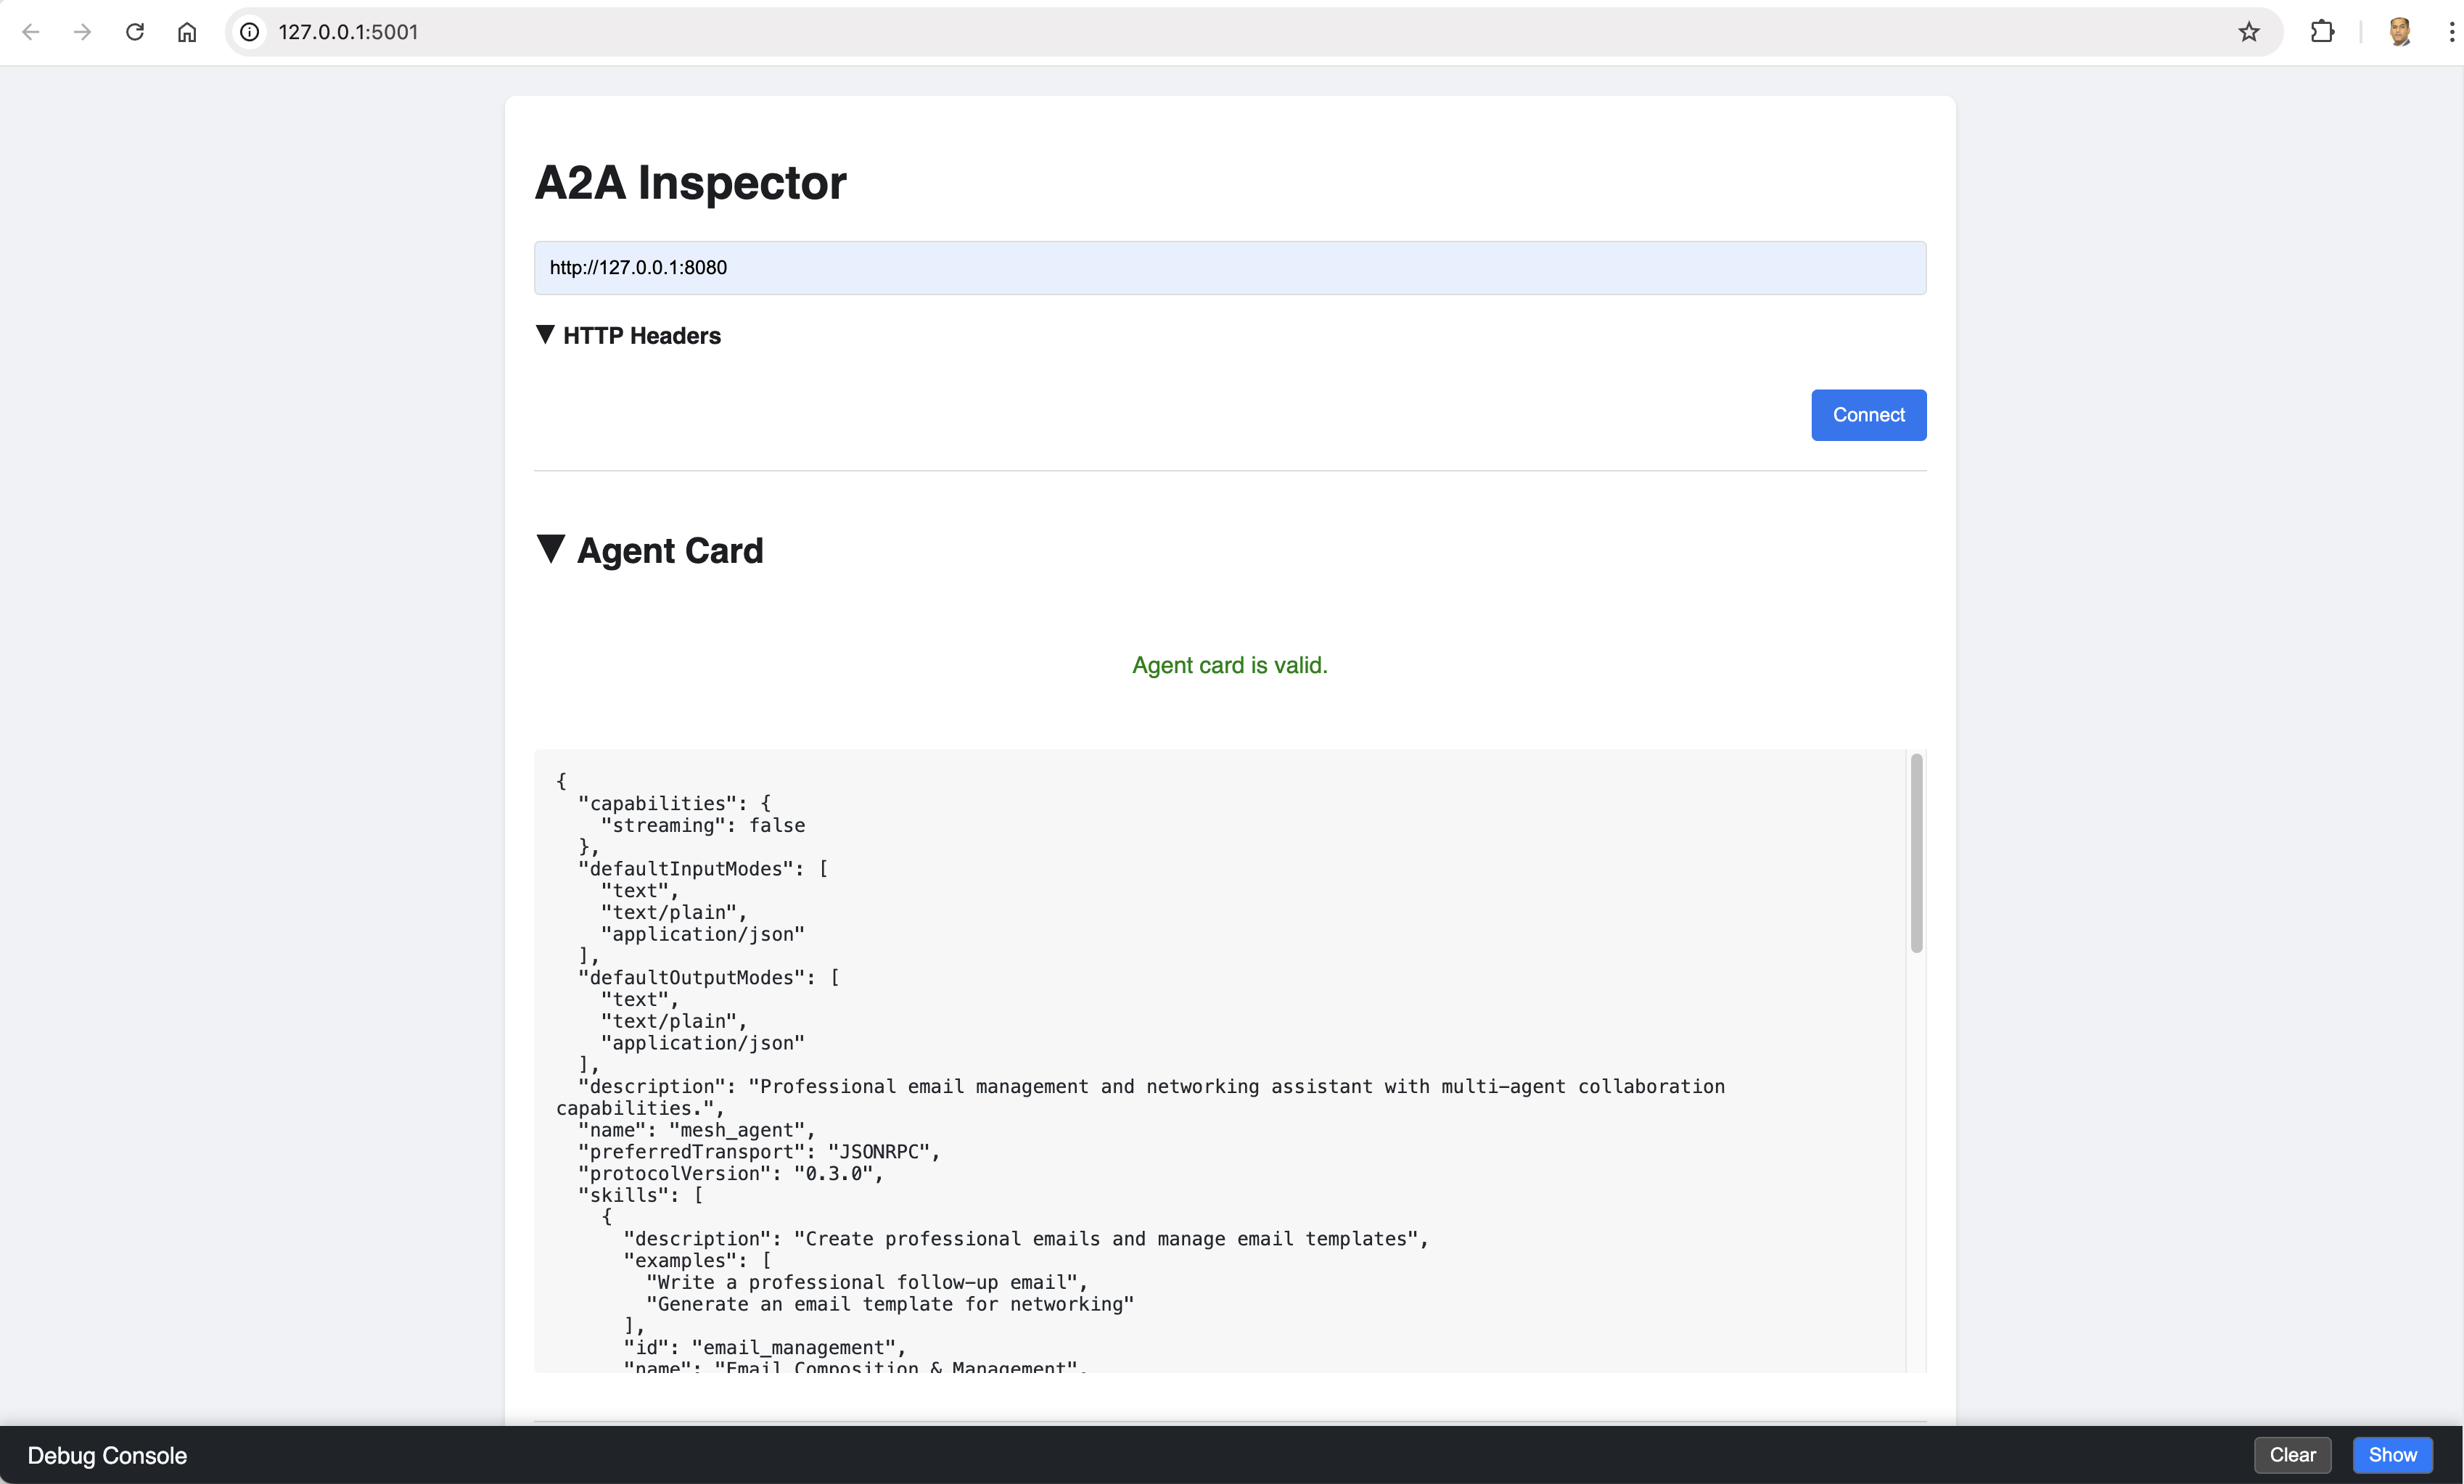 127.0.0.1:5001
A2A Inspector
http://127.0.0.1:8080
▼ HTTP Headers
Connect
▼ Agent Card
Agent card is valid.
{
  "capabilities": {
    "streaming": false
  },
  "defaultInputModes": [
    "text",
    "text/plain",
    "application/json"
  ],
  "defaultOutputModes": [
    "text",
    "text/plain",
    "application/json"
  ],
  "description": "Professional email management and networking assistant with multi-agent collaboration
capabilities.",
  "name": "mesh_agent",
  "preferredTransport": "JSONRPC",
  "protocolVersion": "0.3.0",
  "skills": [
    {
      "description": "Create professional emails and manage email templates",
      "examples": [
        "Write a professional follow-up email",
        "Generate an email template for networking"
      ],
      "id": "email_management",
      "name": "Email Composition & Management",
Debug Console
Clear
Show